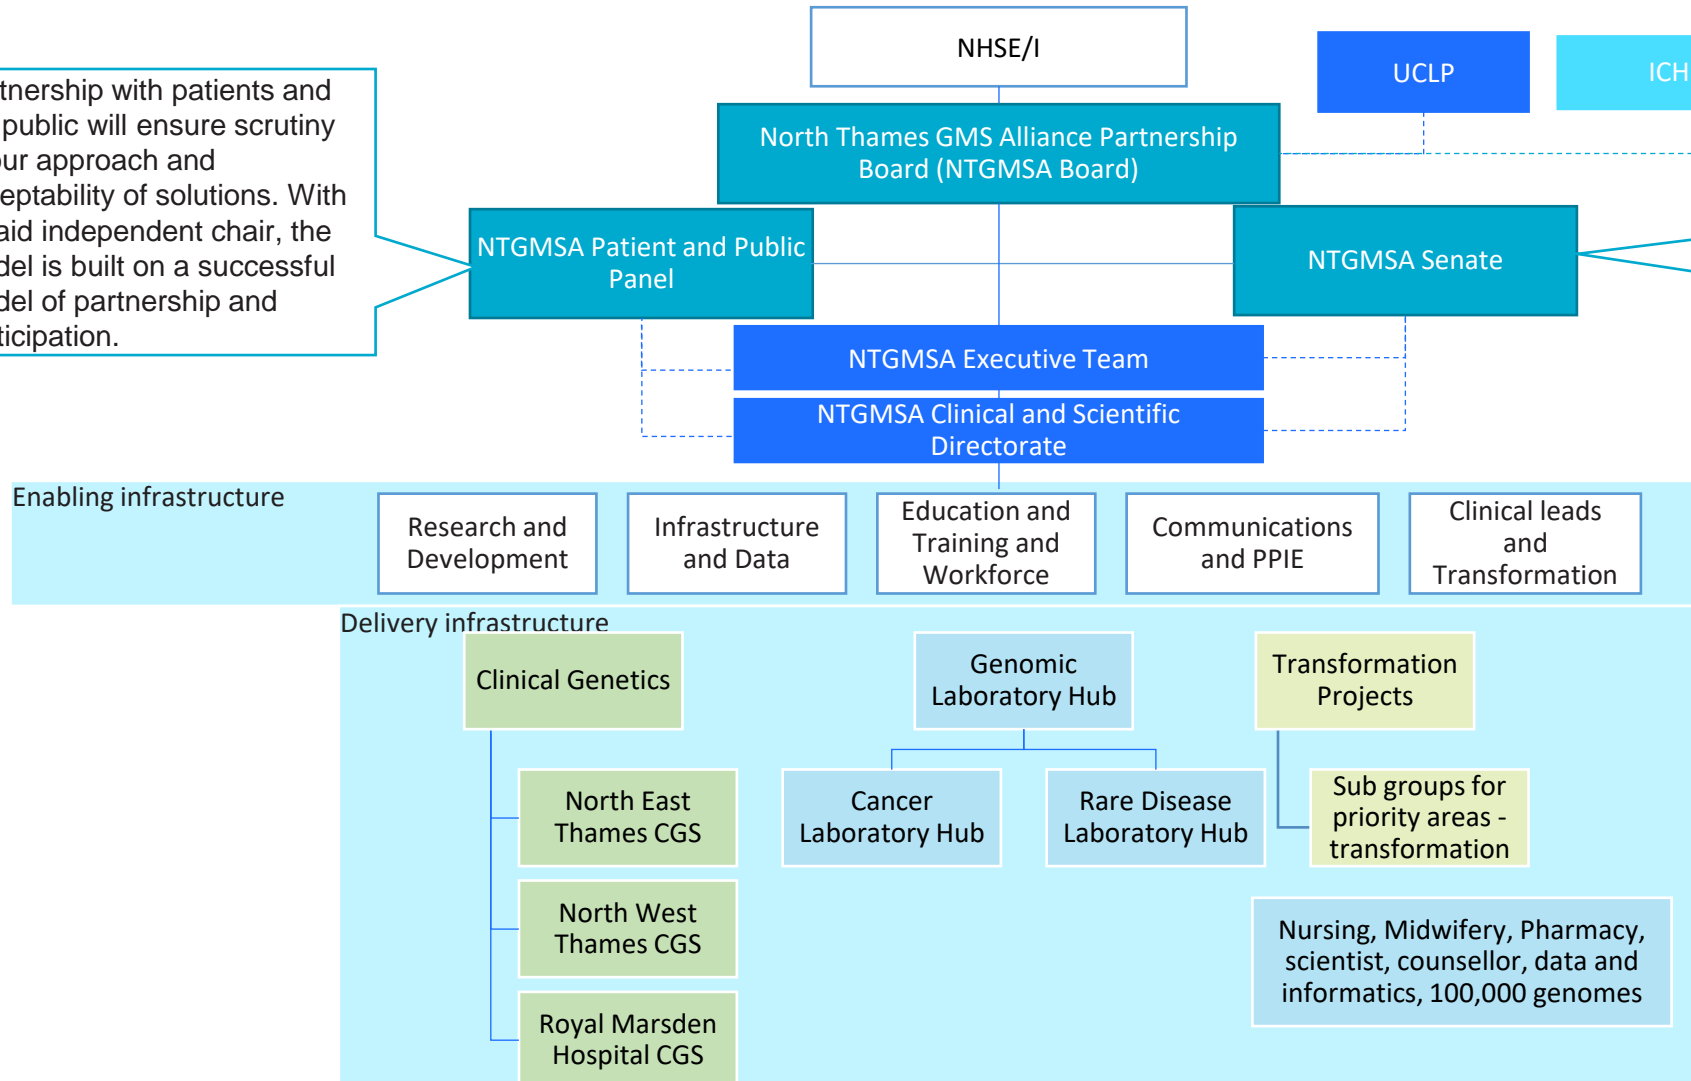 NHSE/I
UCLP
ICH
tnership with patients and
public will ensure scrutiny
our approach and
eptability of solutions. With
aid independent chair, the
del is built on a successful
del of partnership and
ticipation.
North Thames GMS Alliance Partnership
Board (NTGMSA Board)
NTGMSA Patient and Public
Panel
NTGMSA Senate
NTGMSA Executive Team
NTGMSA Clinical and Scientific
Directorate
Enabling infrastructure
Research and
Development
Infrastructure
and Data
Education and
Training and
Workforce
Communications
and PPIE
Clinical leads
and
Transformation
Delivery infrastructure
Clinical Genetics
North East
Thames CGS
North West
Thames CGS
Royal Marsden
Hospital CGS
Genomic
Laboratory Hub
Cancer
Laboratory Hub
Rare Disease
Laboratory Hub
Transformation
Projects
Sub groups for
priority areas -
transformation
Nursing, Midwifery, Pharmacy,
scientist, counsellor, data and
informatics, 100,000 genomes